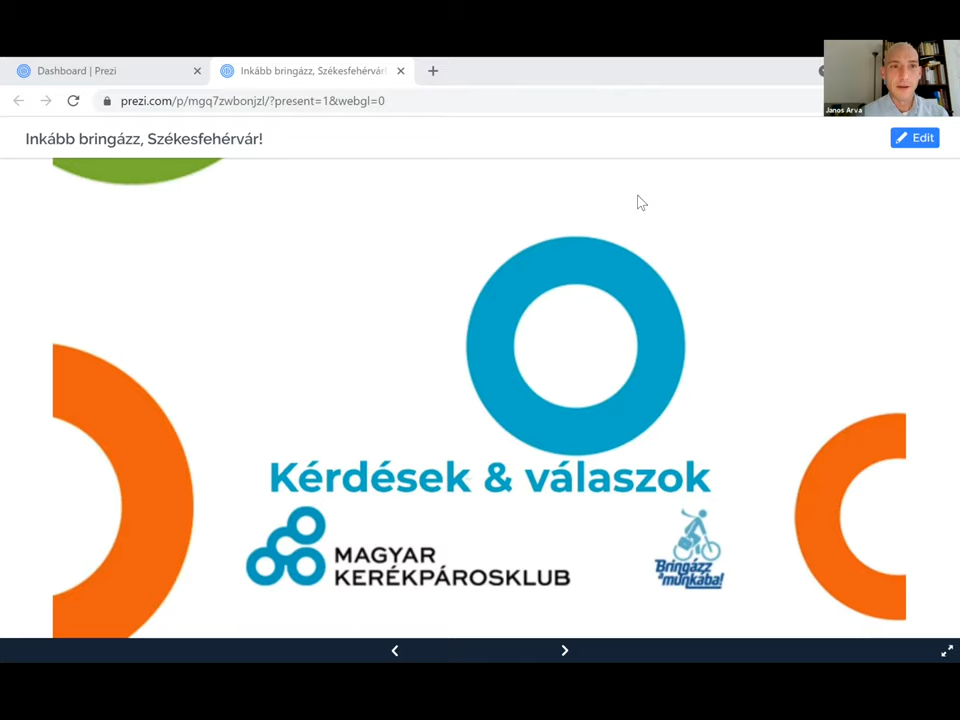 Dashboard | Prezi
Inkább bringázz, Székesfehérvár!
prezi.com/p/mgq7zwbonjzl/?present=1&webgl=0
Janos Arva
Inkább bringázz, Székesfehérvár!
Edit
Kérdések & válaszok
MAGYAR
KERÉKPÁROSKLUB
Bringázz
a munkába!